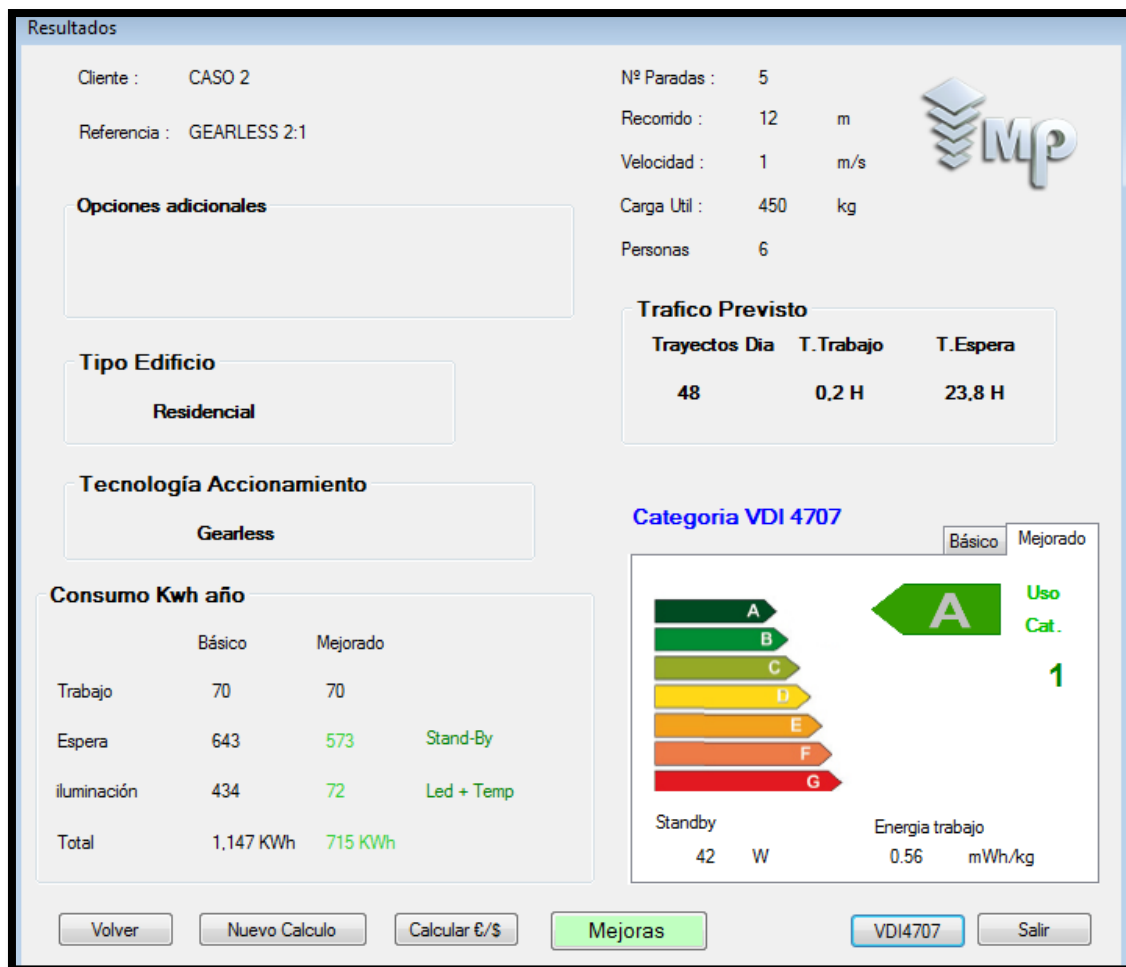 Resultados
Cliente : CASO 2
Referencia : GEARLESS 2:1
Nº Paradas : 5
Recorrido : 12 m
Velocidad : 1 m/s
Carga Util : 450 kg
Personas 6
Mp
Opciones adicionales
Trafico Previsto
Trayectos Dia T.Trabajo T.Espera
48 0,2 H 23,8 H
Tipo Edificio
Residencial
Tecnología Accionamiento
Gearless
Categoria VDI 4707
Básico Mejorado
A
B
C
D
E
F
G
A
Uso
Cat.
1
Standby Energia trabajo
42 W 0.56 mWh/kg
Consumo Kwh año
Básico Mejorado
Trabajo 70 70
Espera 643 573 Stand-By
iluminación 434 72 Led + Temp
Total 1,147 KWh 715 KWh
Volver Nuevo Calculo Calcular €/$ Mejoras VDI4707 Salir